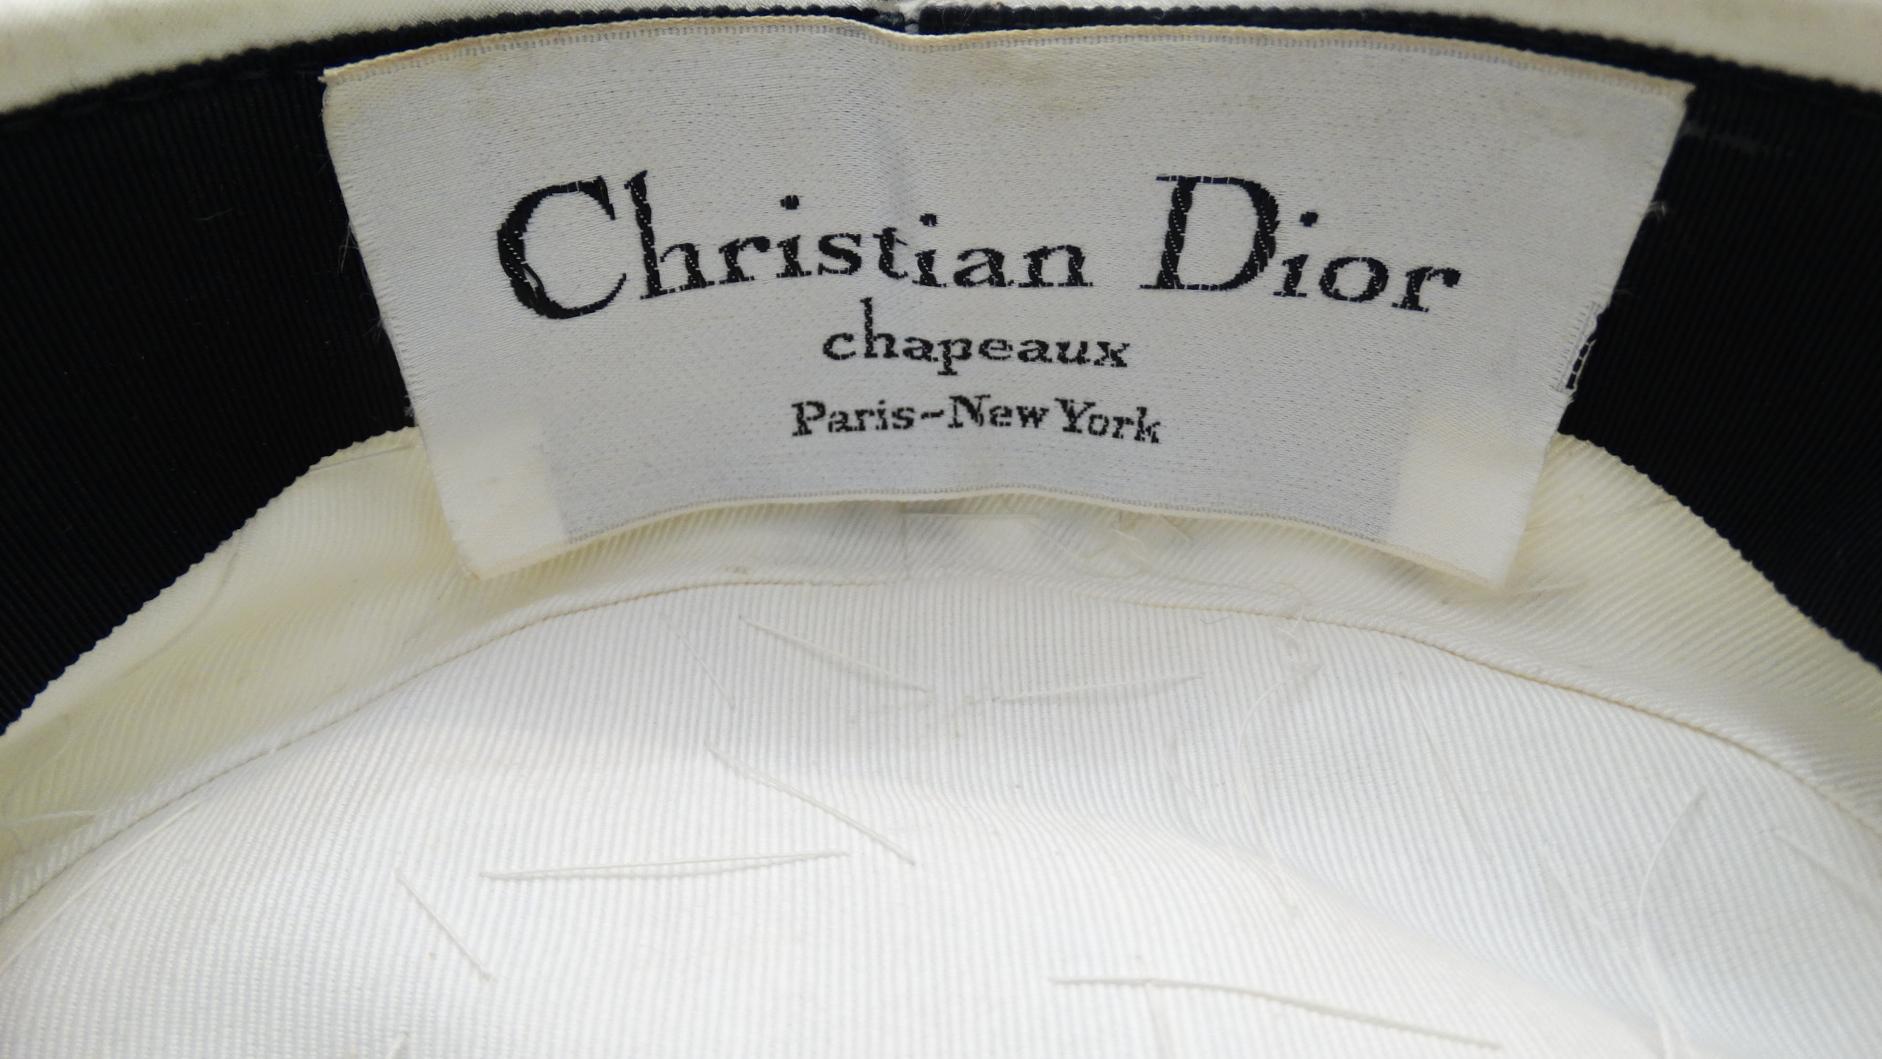 Christian Dior
chapeaux
Paris-New York